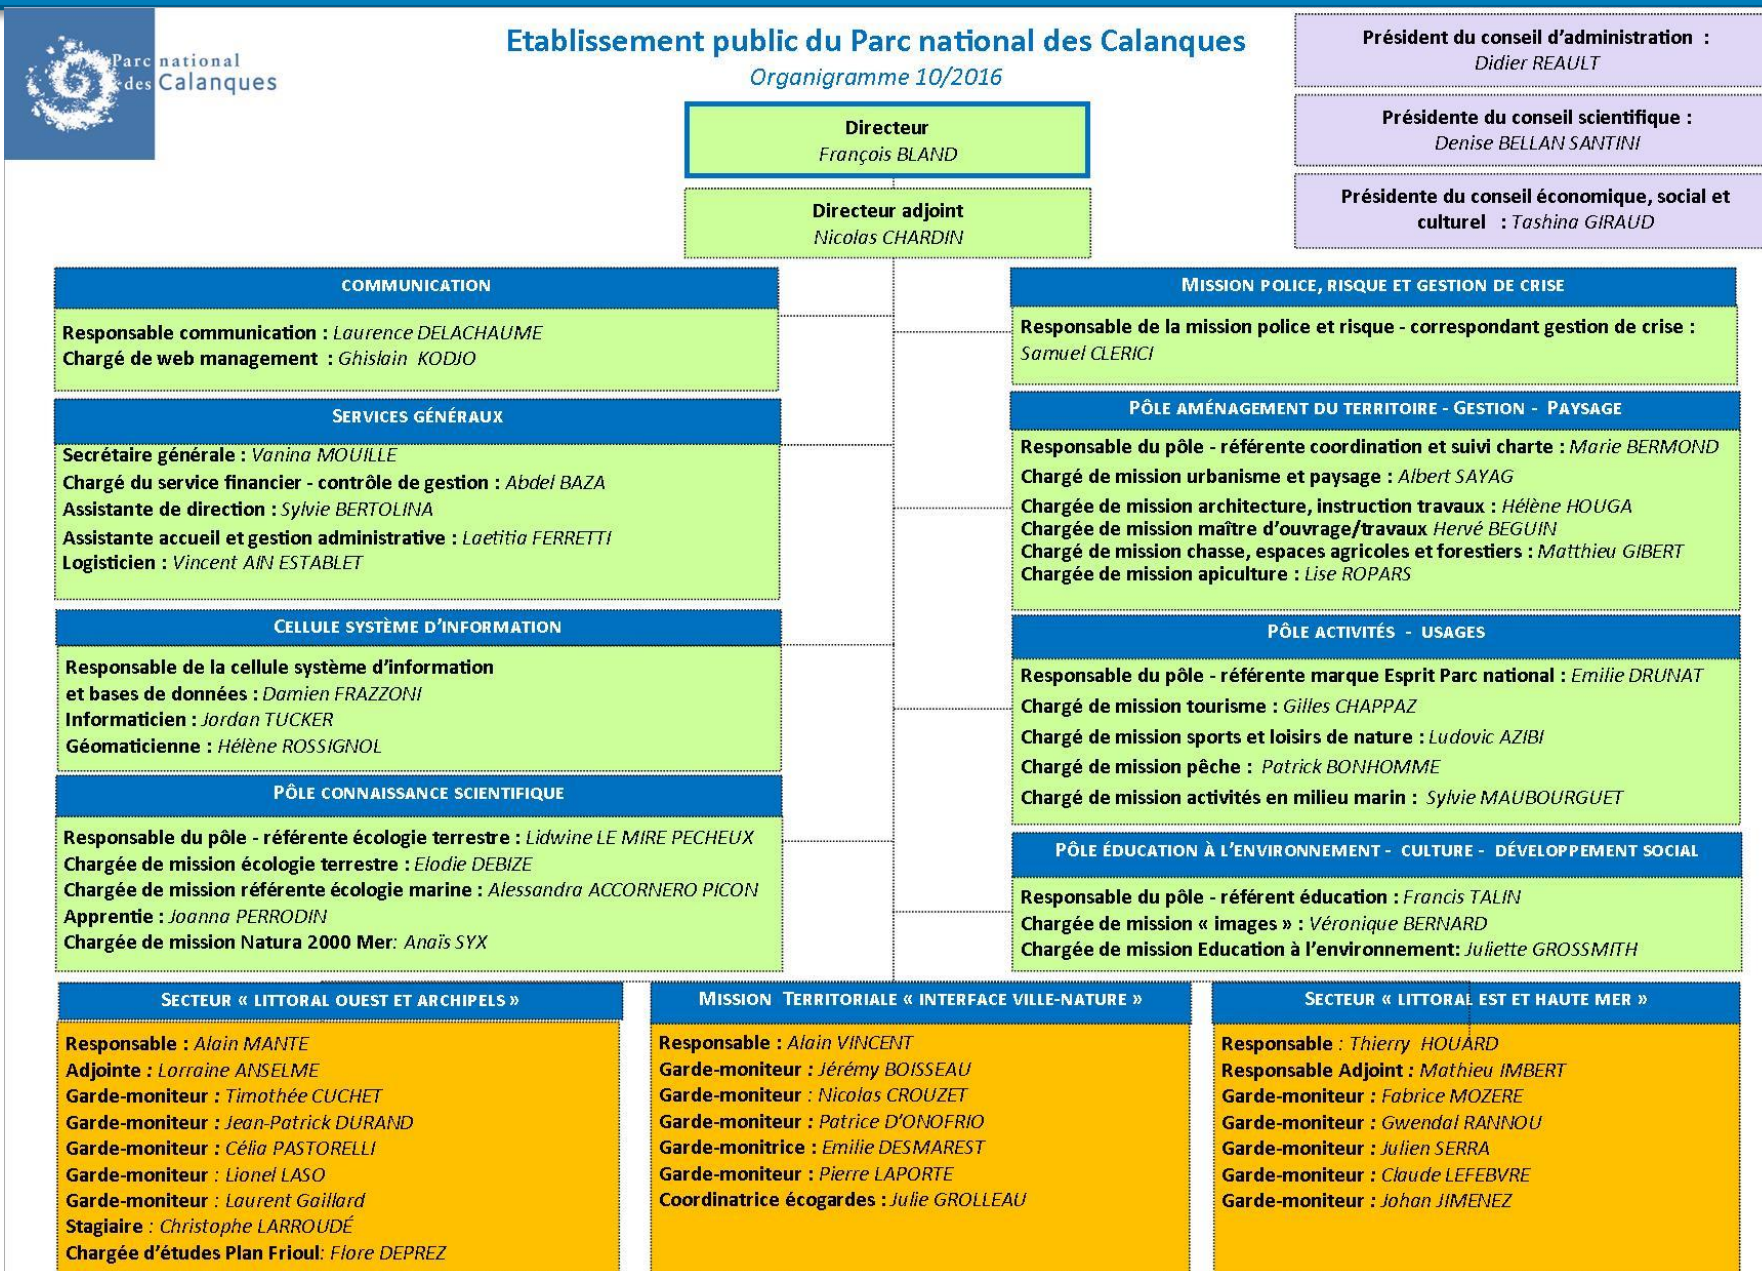 Parc national
des Calanques
Etablissement public du Parc national des Calanques
Organigramme 10/2016
Président du conseil d'administration :
Didier REAULT
Présidente du conseil scientifique :
Denise BELLAN SANTINI
Présidente du conseil économique, social et
culturel : Tashina GIRAUD
Directeur
François BLAND
Directeur adjoint
Nicolas CHARDIN
COMMUNICATION
Responsable communication : Laurence DELACHAUME
Chargé de web management : Ghislain KODJO
SERVICES GÉNÉRAUX
Secrétaire générale : Vanina MOUILLE
Chargé du service financier - contrôle de gestion : Abdel BAZA
Assistante de direction : Sylvie BERTOLINA
Assistante accueil et gestion administrative : Laetitia FERRETTI
Logisticien : Vincent AIN ESTABLET
CELLULE SYSTÈME D'INFORMATION
Responsable de la cellule système d'information
et bases de données : Damien FRAZZONI
Informaticien : Jordan TUCKER
Géomaticienne : Hélène ROSSIGNOL
PÔLE CONNAISSANCE SCIENTIFIQUE
Responsable du pôle - référente écologie terrestre : Lidwine LE MIRE PECHEUX
Chargée de mission écologie terrestre : Elodie DEBIZE
Chargée de mission référente écologie marine : Alessandra ACCORNERO PICON
Apprentie : Joanna PERRODIN
Chargée de mission Natura 2000 Mer: Anaïs SYX
MISSION POLICE, RISQUE ET GESTION DE CRISE
Responsable de la mission police et risque - correspondant gestion de crise :
Samuel CLERICI
PÔLE AMÉNAGEMENT DU TERRITOIRE - GESTION - PAYSAGE
Responsable du pôle - référente coordination et suivi charte : Marie BERMOND
Chargé de mission urbanisme et paysage : Albert SAYAG
Chargée de mission architecture, instruction travaux : Hélène HOUGA
Chargée de mission maître d'ouvrage/travaux Hervé BEGUIN
Chargé de mission chasse, espaces agricoles et forestiers : Matthieu GIBERT
Chargée de mission apiculture : Lise ROPARS
PÔLE ACTIVITÉS - USAGES
Responsable du pôle - référente marque Esprit Parc national : Emilie DRUNAT
Chargé de mission tourisme : Gilles CHAPPAZ
Chargé de mission sports et loisirs de nature : Ludovic AZIBI
Chargé de mission pêche : Patrick BONHOMME
Chargé de mission activités en milieu marin : Sylvie MAUBOURGUET
PÔLE ÉDUCATION À L'ENVIRONNEMENT - CULTURE - DÉVELOPPEMENT SOCIAL
Responsable du pôle - référent éducation : Francis TALIN
Chargée de mission « images » : Véronique BERNARD
Chargée de mission Education à l'environnement: Juliette GROSSMITH
SECTEUR « LITTORAL OUEST ET ARCHIPELS »
Responsable : Alain MANTE
Adjointe : Lorraine ANSELME
Garde-moniteur : Timothée CUCHET
Garde-moniteur : Jean-Patrick DURAND
Garde-moniteur : Célia PASTORELLI
Garde-moniteur : Lionel LASO
Garde-moniteur : Laurent Gaillard
Stagiaire : Christophe LARROUDÉ
Chargée d'études Plan Frioul: Flore DEPREZ
MISSION TERRITORIALE « INTERFACE VILLE-NATURE »
Responsable : Alain VINCENT
Garde-moniteur : Jérémy BOISSEAU
Garde-moniteur : Nicolas CROUZET
Garde-moniteur : Patrice D'ONOFRIO
Garde-monitrice : Emilie DESMAREST
Garde-moniteur : Pierre LAPORTE
Coordinatrice écogardes : Julie GROLLEAU
SECTEUR « LITTORAL EST ET HAUTE MER »
Responsable : Thierry HOUARD
Responsable Adjoint : Mathieu IMBERT
Garde-moniteur : Fabrice MOZERE
Garde-moniteur : Gwendal RANNOU
Garde-moniteur : Julien SERRA
Garde-moniteur : Claude LEFEBVRE
Garde-moniteur : Johan JIMENEZ